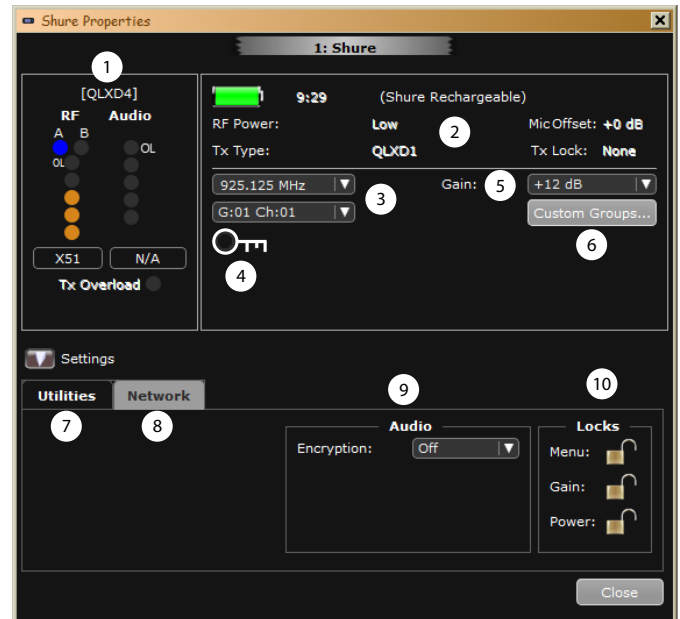 Shure Properties
1: Shure
1
[QLXD4]
RF Audio
A B
OL
OL
X51 N/A
Tx Overload
9:29 (Shure Rechargeable)
RF Power: Low 2 Mic Offset: +0 dB
Tx Type: QLXD1 Tx Lock: None
925.125 MHz 3 Gain: 5 +12 dB
G:01 Ch:01 Custom Groups...
4 6
Settings
Utilities Network
7 8
9 10
Audio
Encryption: Off
Locks
Menu:
Gain:
Power:
Close